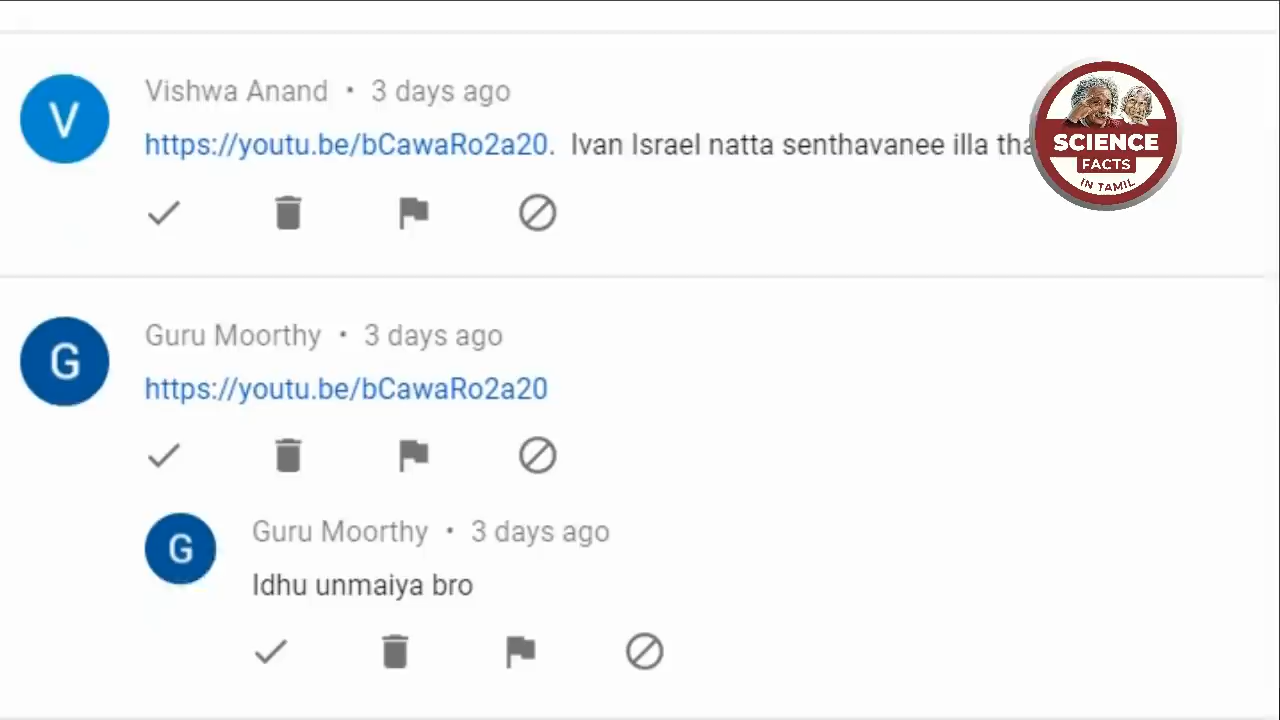 Vishwa Anand • 3 days ago
https://youtu.be/bCawaRo2a20. Ivan Israel natta senthavanee illa
SCIENCE
FACTS
IN TAMIL
Guru Moorthy • 3 days ago
https://youtu.be/bCawaRo2a20
Guru Moorthy • 3 days ago
Idhu unmaiya bro